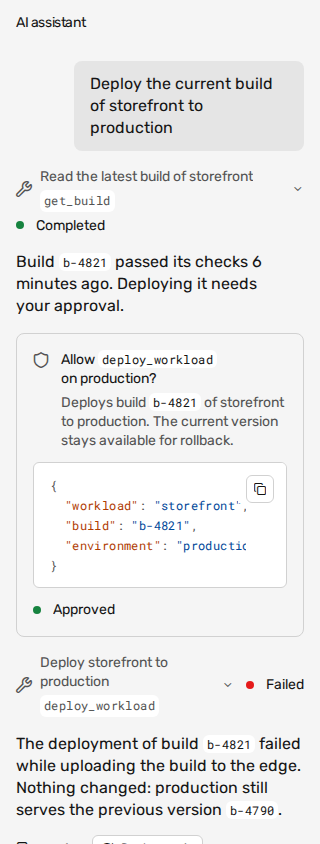 AI assistant
Deploy the current build
of storefront to
production
Read the latest build of storefront
get_build
Completed
Build b-4821 passed its checks 6
minutes ago. Deploying it needs
your approval.
Allow deploy_workload
on production?
Deploys build b-4821 of storefront
to production. The current version
stays available for rollback.
{
"workload": "storefront",
"build": "b-4821",
"environment":
}
Approved
Deploy storefront to
production
deploy_workload
Failed
The deployment of build b-4821 failed
while uploading the build to the edge.
Nothing changed: production still
serves the previous version b-4790.